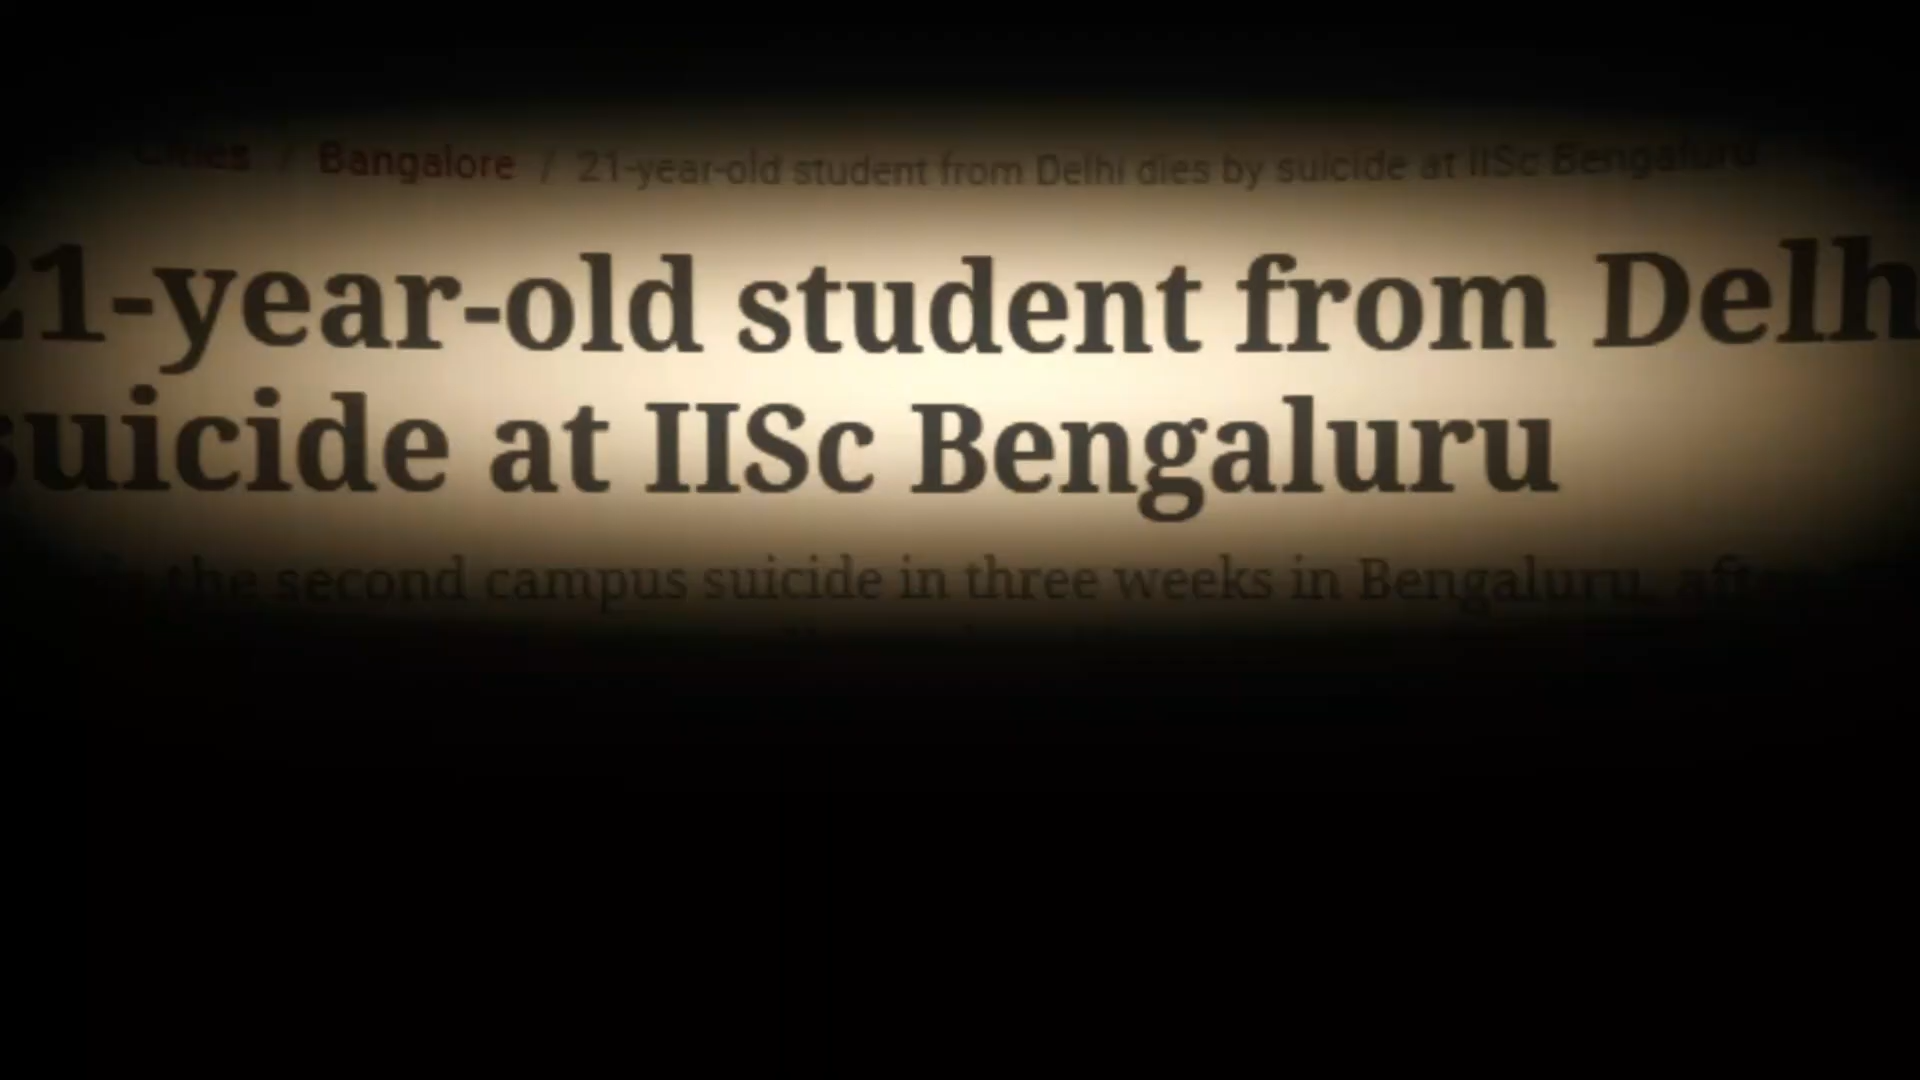 Cities / Bangalore / 21-year-old student from Delhi dies by suicide at IISc Bengaluru
21-year-old student from Delh
suicide at IISc Bengaluru
the second campus suicide in three weeks in Bengaluru,